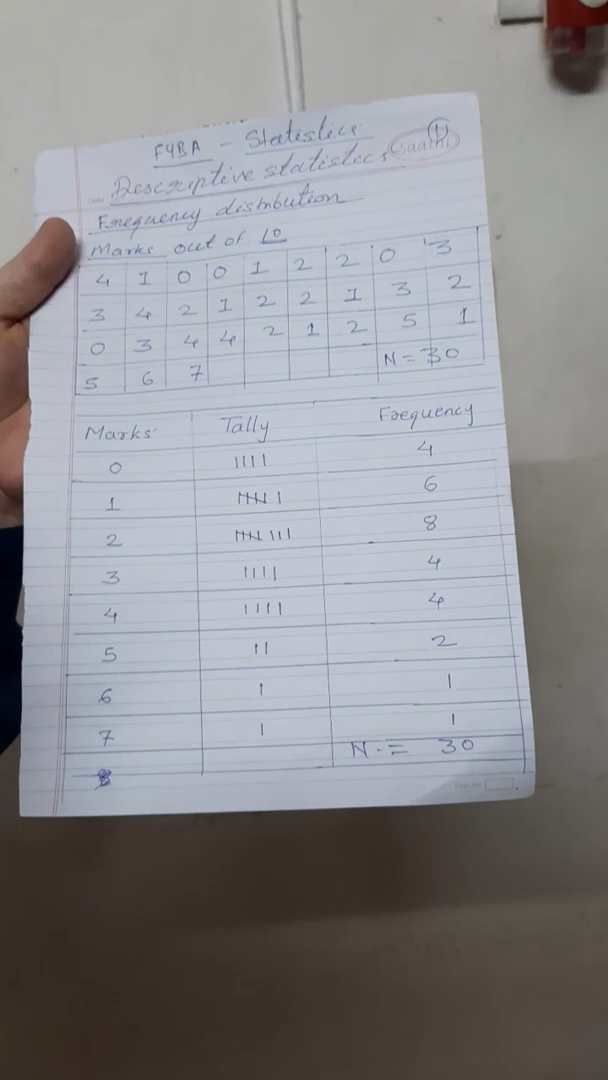 FYBA - Statistics
Descriptive statistics saathi 1
Frequency distribution
Marks out of 10
4 1 0 0 1 2 2 0 3
3 4 2 1 2 2 1 3 2
0 3 4 4 2 1 2 5 1
5 6 7 N = 30
Marks Tally Frequency
0 |||| 4
1 𝍸 | 6
2 𝍸 ||| 8
3 |||| 4
4 |||| 4
5 || 2
6 | 1
7 | 1
N = 30